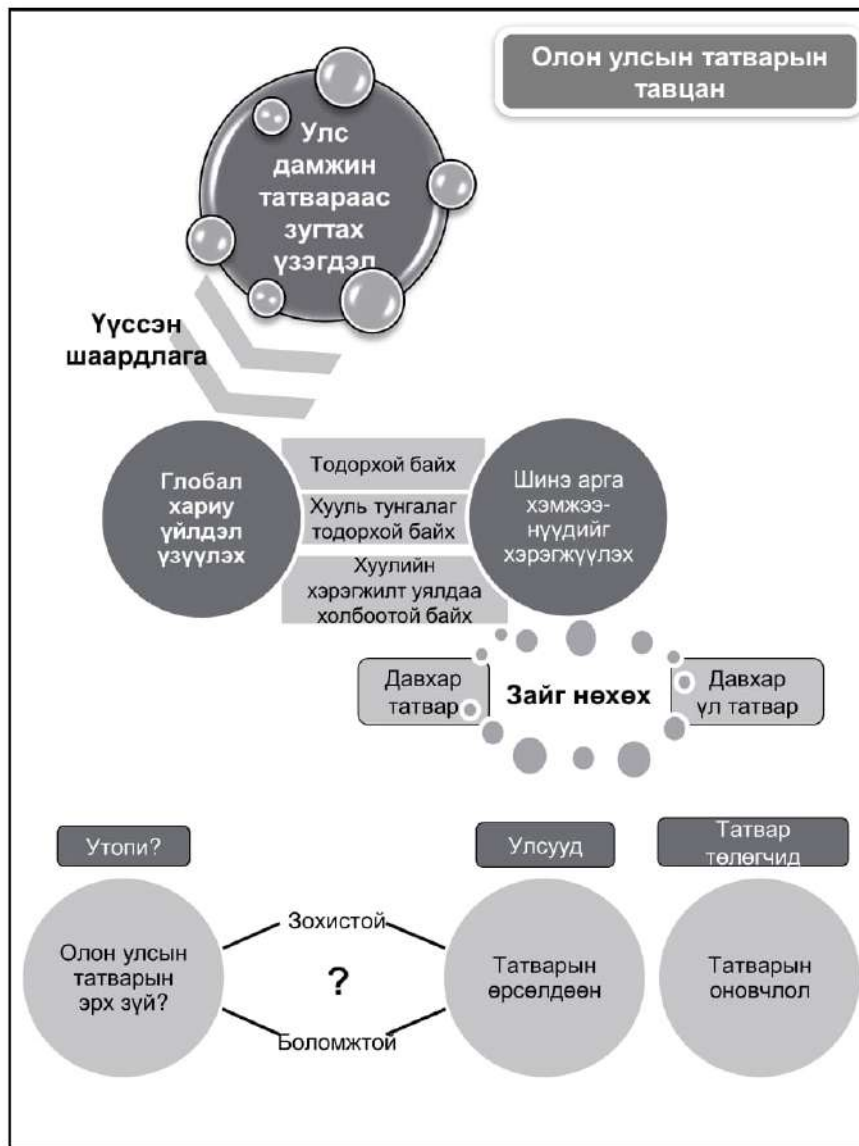 Олон улсын татварын
тавцан
Улс
дамжин
татвараас
зугтах
үзэгдэл
Үүссэн
шаардлага
Глобал
хариу
үйлдэл
үзүүлэх
Тодорхой байх
Хууль тунгалаг
тодорхой байх
Хуулийн
хэрэгжилт уялдаа
холбоотой байх
Шинэ арга
хэмжээ-
нүүдийг
хэрэгжүүлэх
Давхар
татвар
Зайг нөхөх
Давхар
үл татвар
Утопи?
Улсууд
Татвар
төлөгчид
Олон улсын
татварын
эрх зүй?
Зохистой
?
Боломжтой
Татварын
өрсөлдөөн
Татварын
оновчлол